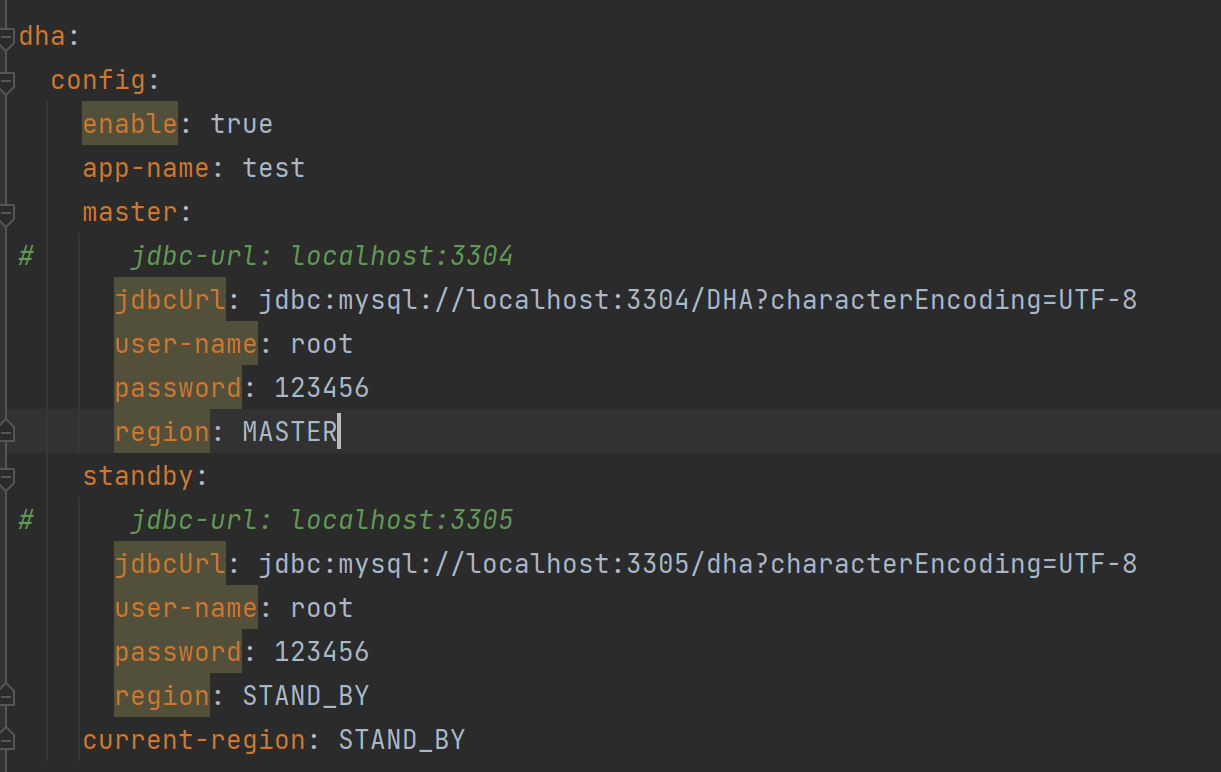 dha:
  config:
    enable: true
    app-name: test
    master:
#      jdbc-url: localhost:3304
      jdbcUrl: jdbc:mysql://localhost:3304/DHA?characterEncoding=UTF-8
      user-name: root
      password: 123456
      region: MASTER
    standby:
#      jdbc-url: localhost:3305
      jdbcUrl: jdbc:mysql://localhost:3305/dha?characterEncoding=UTF-8
      user-name: root
      password: 123456
      region: STAND_BY
    current-region: STAND_BY